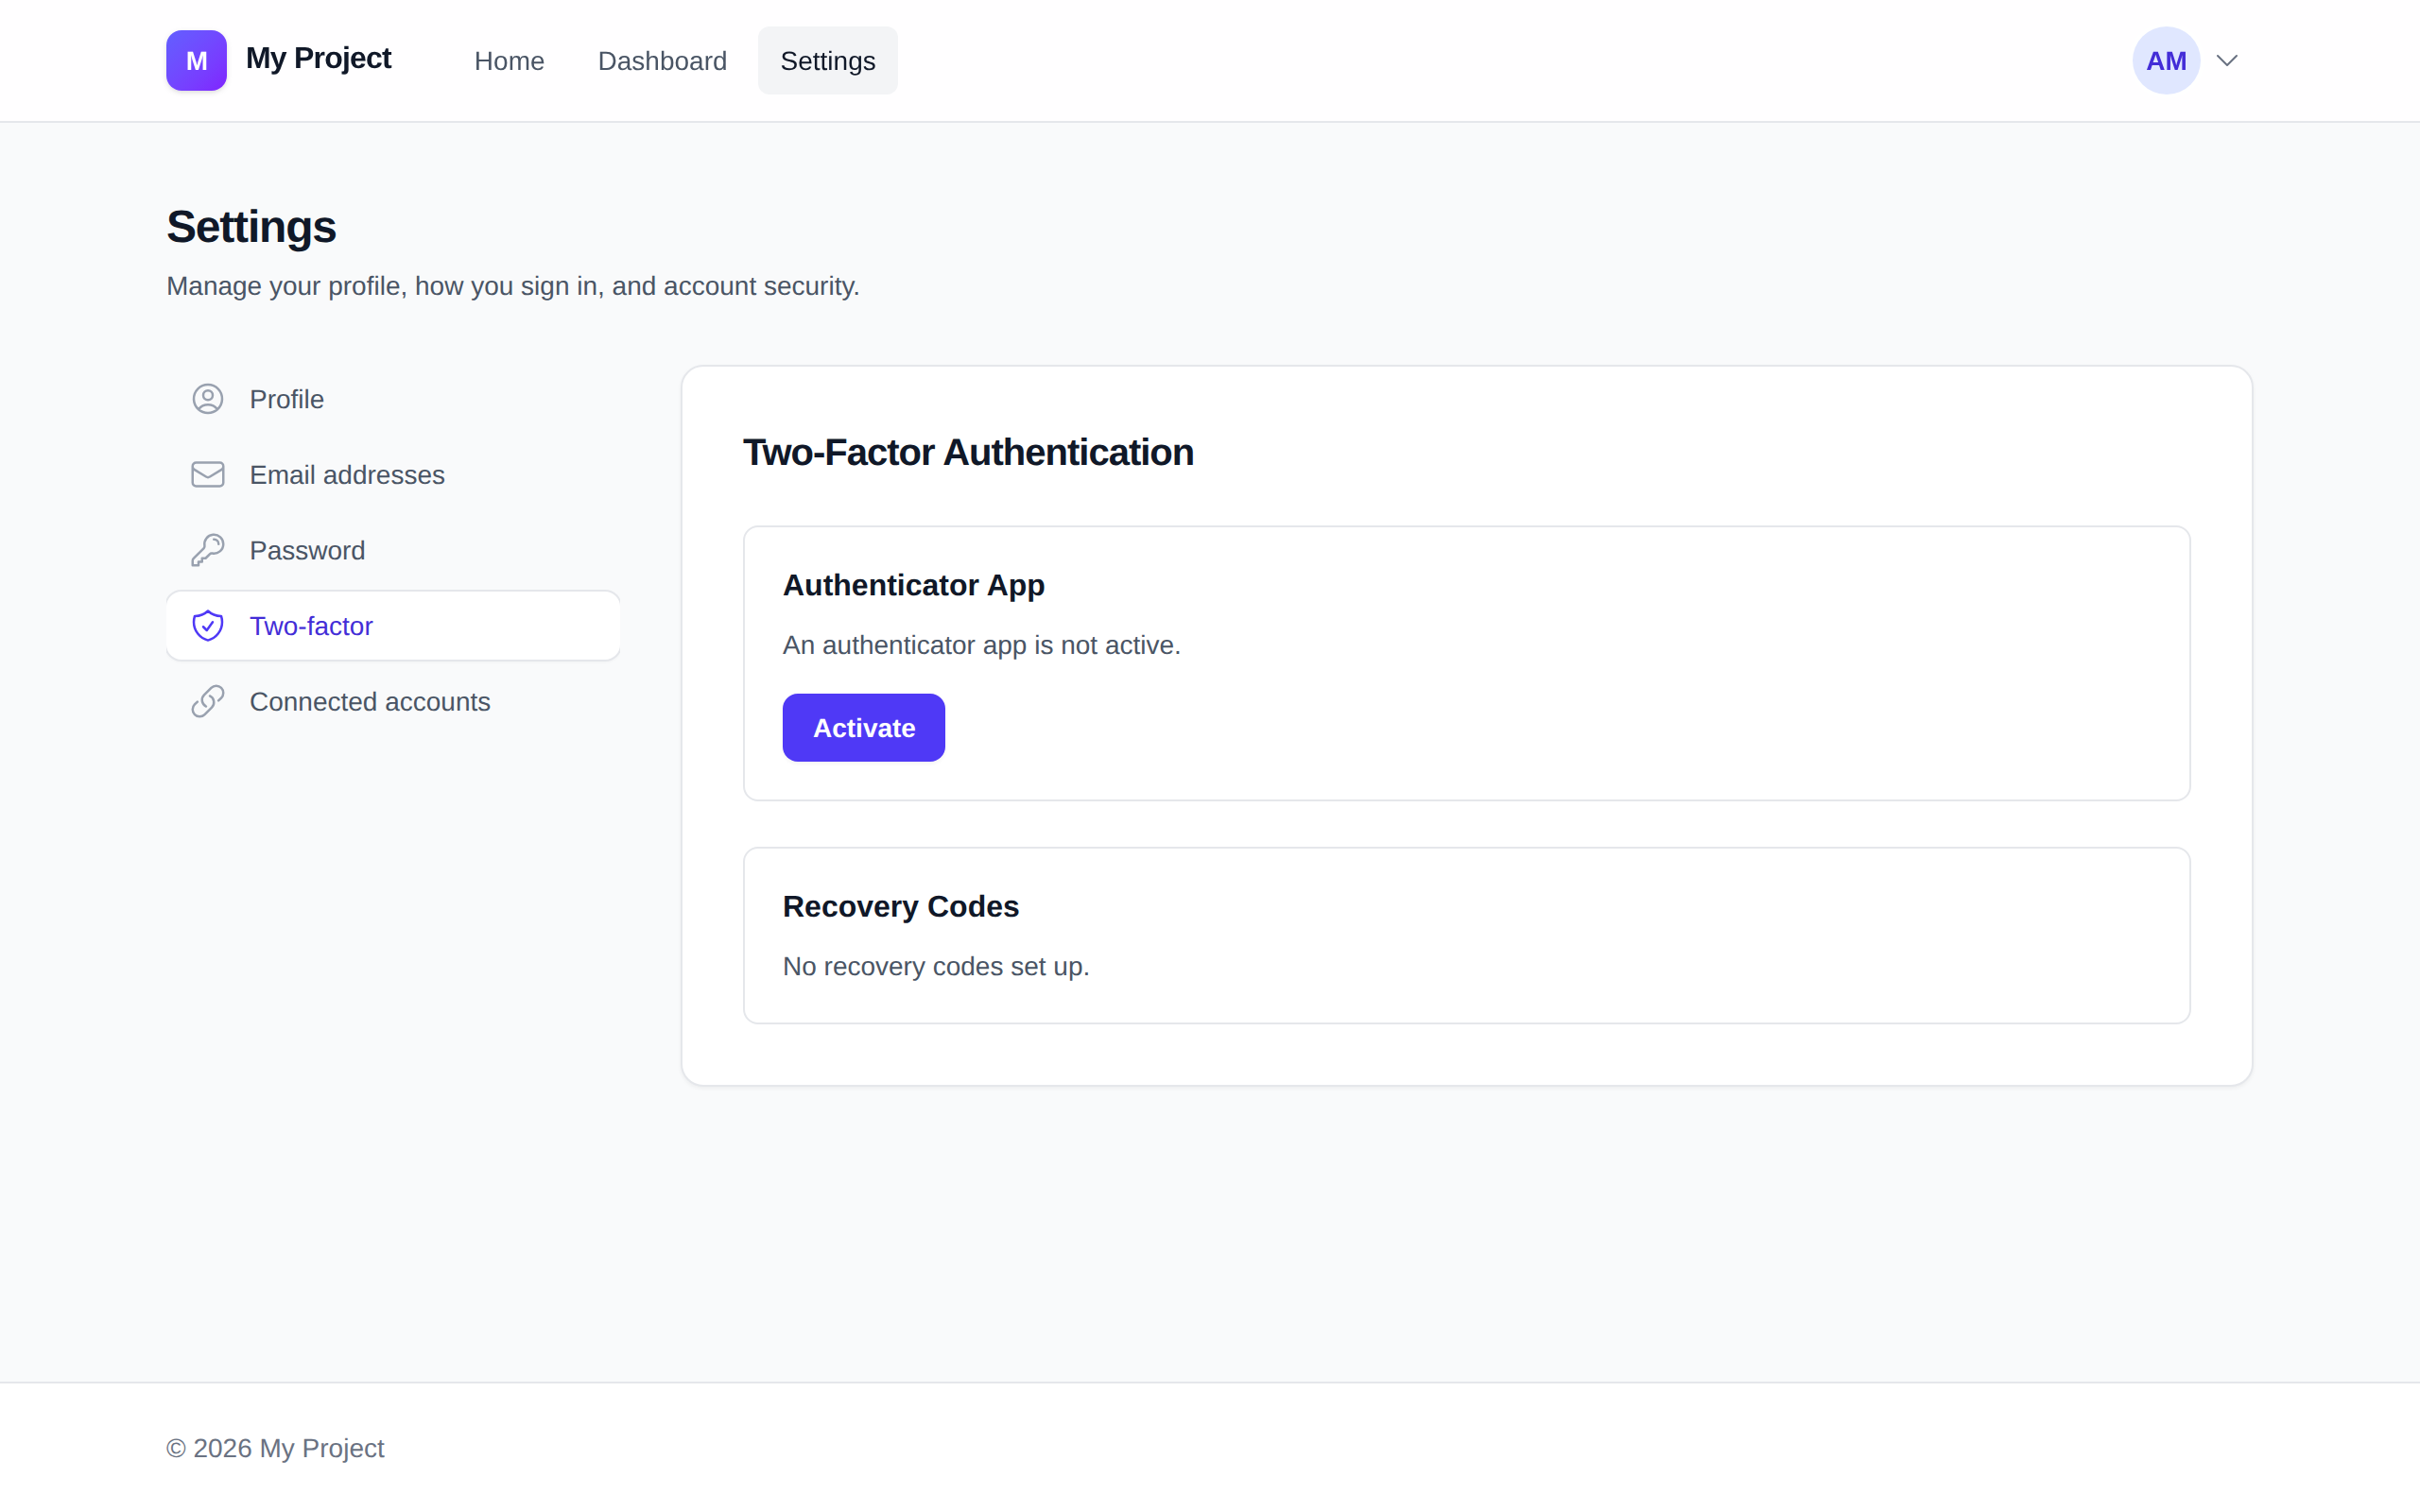 M
My Project
Home
Dashboard
Settings
AM
Settings
Manage your profile, how you sign in, and account security.
Profile
Email addresses
Password
Two-factor
Connected accounts
Two-Factor Authentication
Authenticator App
An authenticator app is not active.
Activate
Recovery Codes
No recovery codes set up.
© 2026 My Project